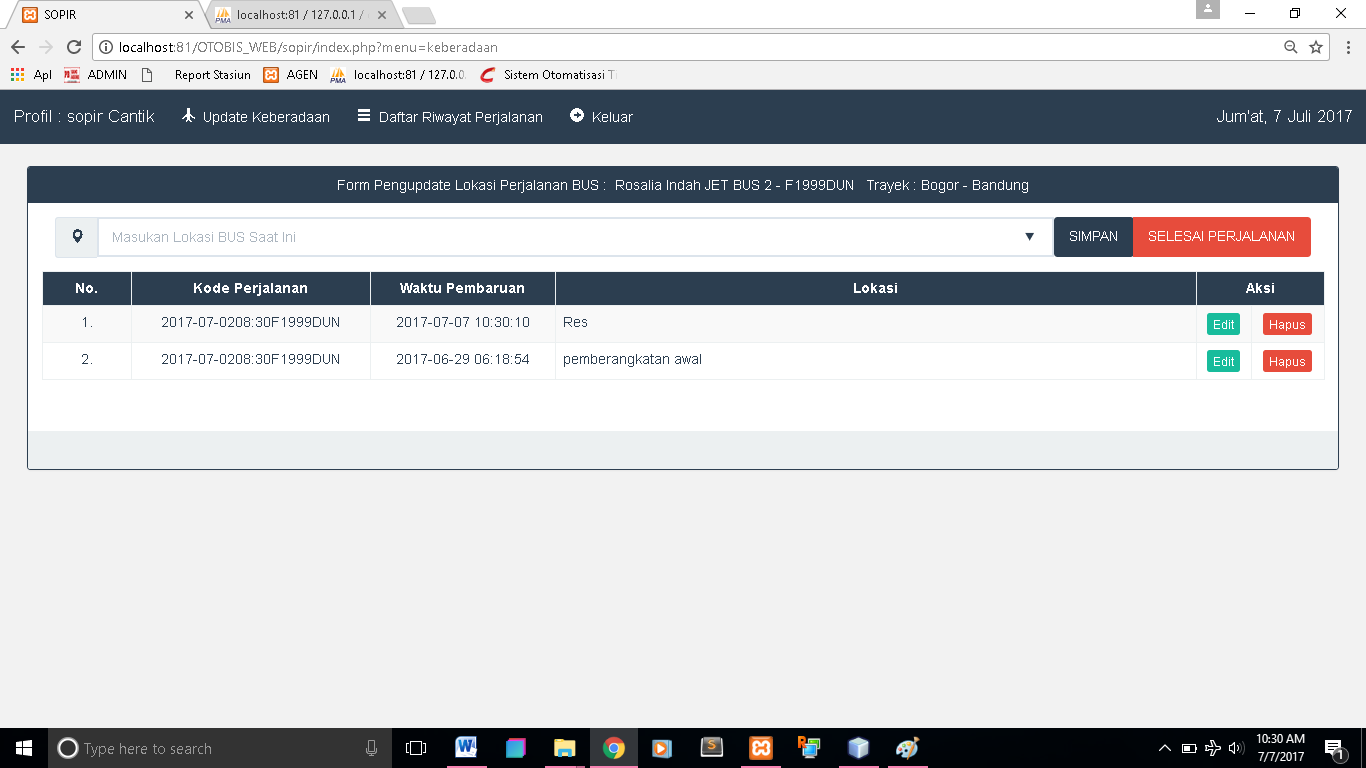 SOPIR
localhost:81 / 127.0.0.1 /
localhost:81/OTOBIS_WEB/sopir/index.php?menu=keberadaan
Apl ADMIN Report Stasiun AGEN localhost:81 / 127.0.0. Sistem Otomatisasi Ti
Profil : sopir Cantik Update Keberadaan Daftar Riwayat Perjalanan Keluar Jum'at, 7 Juli 2017
Form Pengupdate Lokasi Perjalanan BUS : Rosalia Indah JET BUS 2 - F1999DUN Trayek : Bogor - Bandung
Masukan Lokasi BUS Saat Ini SIMPAN SELESAI PERJALANAN
No. Kode Perjalanan Waktu Pembaruan Lokasi Aksi
1. 2017-07-0208:30F1999DUN 2017-07-07 10:30:10 Res Edit Hapus
2. 2017-07-0208:30F1999DUN 2017-06-29 06:18:54 pemberangkatan awal Edit Hapus
Type here to search
10:30 AM
7/7/2017
1